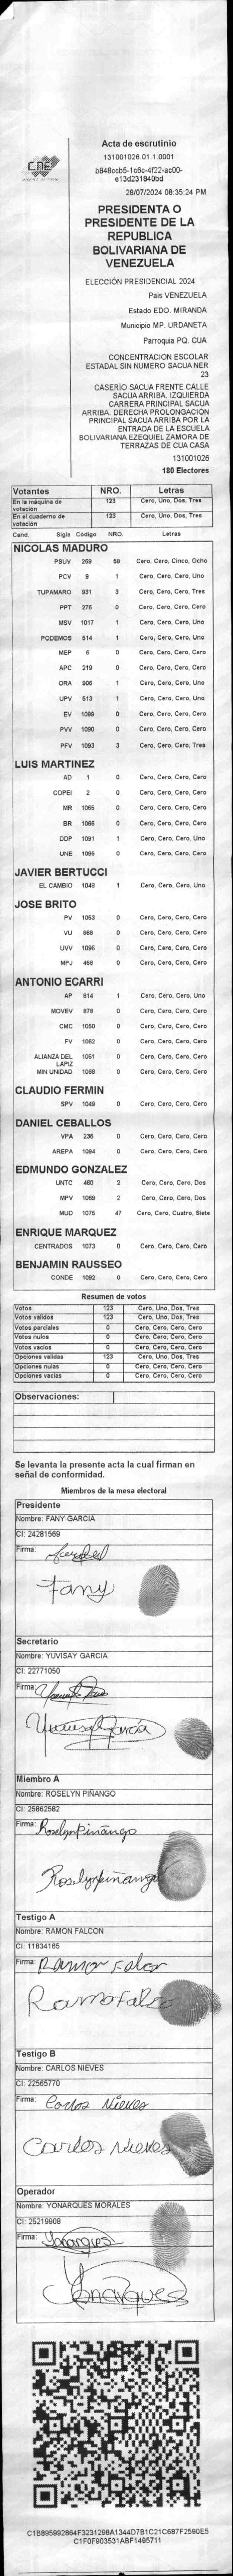 CNE
Acta de escrutinio
131001026.01.1.0001
b848ccb5-1c6c-4f22-ac00-
e13d231840bd
28/07/2024 08:35:24 PM
PRESIDENTA O
PRESIDENTE DE LA
REPUBLICA
BOLIVARIANA DE
VENEZUELA
ELECCIÓN PRESIDENCIAL 2024
País VENEZUELA
Estado EDO. MIRANDA
Municipio MP. URDANETA
Parroquia PQ. CUA
CONCENTRACION ESCOLAR
ESTADAL SIN NUMERO SACUA NER
23
CASERIO SACUA FRENTE CALLE
SACUA ARRIBA. IZQUIERDA
CARRERA PRINCIPAL SACUA
ARRIBA. DERECHA PROLONGACIÓN
PRINCIPAL SACUA ARRIBA POR LA
ENTRADA DE LA ESCUELA
BOLIVARIANA EZEQUIEL ZAMORA DE
TERRAZAS DE CUA CASA
131001026
180 Electores
Votantes NRO. Letras
En la máquina de votación 123 Cero, Uno, Dos, Tres
En el cuaderno de votación 123 Cero, Uno, Dos, Tres
Cand. Sigla Código NRO. Letras
NICOLAS MADURO
PSUV 269 58 Cero, Cero, Cinco, Ocho
PCV 9 1 Cero, Cero, Cero, Uno
TUPAMARO 931 3 Cero, Cero, Cero, Tres
PPT 276 0 Cero, Cero, Cero, Cero
MSV 1017 1 Cero, Cero, Cero, Uno
PODEMOS 514 1 Cero, Cero, Cero, Uno
MEP 6 0 Cero, Cero, Cero, Cero
APC 219 0 Cero, Cero, Cero, Cero
ORA 906 1 Cero, Cero, Cero, Uno
UPV 513 1 Cero, Cero, Cero, Uno
EV 1089 0 Cero, Cero, Cero, Cero
PVV 1090 0 Cero, Cero, Cero, Cero
PFV 1093 3 Cero, Cero, Cero, Tres
LUIS MARTINEZ
AD 1 0 Cero, Cero, Cero, Cero
COPEI 2 0 Cero, Cero, Cero, Cero
MR 1055 0 Cero, Cero, Cero, Cero
BR 1066 0 Cero, Cero, Cero, Cero
DDP 1091 1 Cero, Cero, Cero, Uno
UNE 1095 0 Cero, Cero, Cero, Cero
JAVIER BERTUCCI
EL CAMBIO 1048 1 Cero, Cero, Cero, Uno
JOSE BRITO
PV 1053 0 Cero, Cero, Cero, Cero
VU 868 0 Cero, Cero, Cero, Cero
UVV 1096 0 Cero, Cero, Cero, Cero
MPJ 458 0 Cero, Cero, Cero, Cero
ANTONIO ECARRI
AP 814 1 Cero, Cero, Cero, Uno
MOVEV 878 0 Cero, Cero, Cero, Cero
CMC 1050 0 Cero, Cero, Cero, Cero
FV 1062 0 Cero, Cero, Cero, Cero
ALIANZA DEL LAPIZ 1051 0 Cero, Cero, Cero, Cero
MIN UNIDAD 1068 0 Cero, Cero, Cero, Cero
CLAUDIO FERMIN
SPV 1049 0 Cero, Cero, Cero, Cero
DANIEL CEBALLOS
VPA 236 0 Cero, Cero, Cero, Cero
AREPA 1094 0 Cero, Cero, Cero, Cero
EDMUNDO GONZALEZ
UNTC 460 2 Cero, Cero, Cero, Dos
MPV 1069 2 Cero, Cero, Cero, Dos
MUD 1075 47 Cero, Cero, Cuatro, Siete
ENRIQUE MARQUEZ
CENTRADOS 1073 0 Cero, Cero, Cero, Cero
BENJAMIN RAUSSEO
CONDE 1092 0 Cero, Cero, Cero, Cero
Resumen de votos
Votos 123 Cero, Uno, Dos, Tres
Votos válidos 123 Cero, Uno, Dos, Tres
Votos parciales 0 Cero, Cero, Cero, Cero
Votos nulos 0 Cero, Cero, Cero, Cero
Votos vacíos 0 Cero, Cero, Cero, Cero
Opciones validas 123 Cero, Uno, Dos, Tres
Opciones nulas 0 Cero, Cero, Cero, Cero
Opciones vacías 0 Cero, Cero, Cero, Cero
Observaciones:
Se levanta la presente acta la cual firman en
señal de conformidad.
Miembros de la mesa electoral
Presidente
Nombre: FANY GARCIA
CI: 24281569
Firma:
Fany
Secretario
Nombre: YUVISAY GARCIA
CI: 22771050
Firma:
Yuvisay García
Miembro A
Nombre: ROSELYN PIÑANGO
CI: 25862582
Firma: Roselyn Piñango
Roselyn Piñango
Testigo A
Nombre: RAMON FALCON
CI: 11834165
Firma: Ramon Falcon
Ramon Falco
Testigo B
Nombre: CARLOS NIEVES
CI: 22565770
Firma: Carlos Nieves
Carlos Nieves
Operador
Nombre: YONARQUES MORALES
CI: 25219908
Firma: Yonarques
Yonarques
C1B895992864F3231298A1344D7B1C21C687F2590E5
C1F0F903531ABF1495711